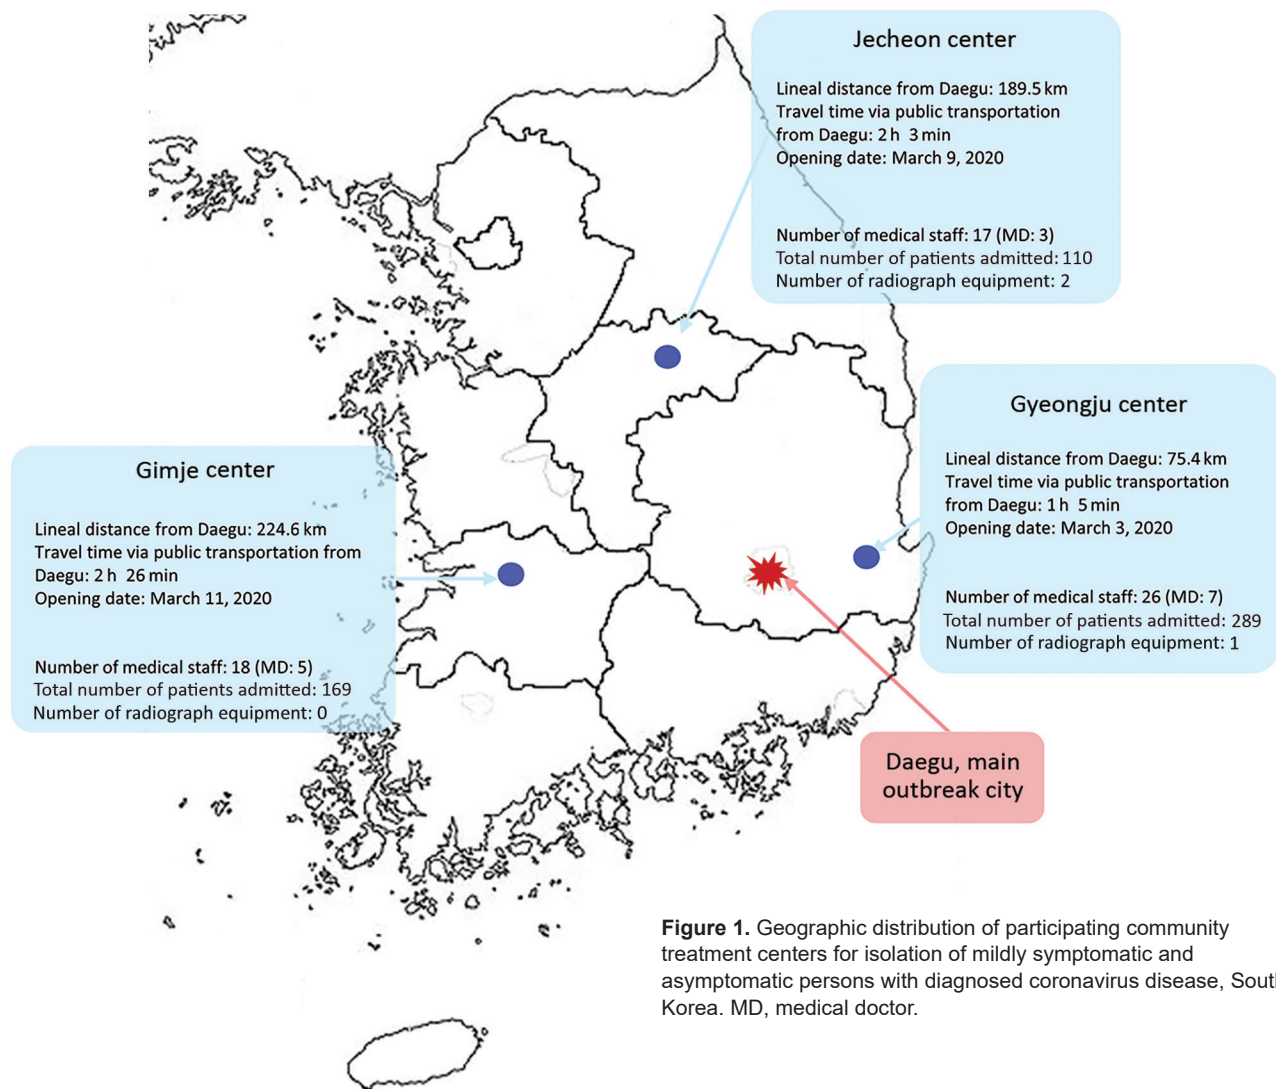 Jecheon center
Lineal distance from Daegu: 189.5 km
Travel time via public transportation
from Daegu: 2 h 3 min
Opening date: March 9, 2020
Number of medical staff: 17 (MD: 3)
Total number of patients admitted: 110
Number of radiograph equipment: 2
Gyeongju center
Lineal distance from Daegu: 75.4 km
Travel time via public transportation
from Daegu: 1 h 5 min
Opening date: March 3, 2020
Number of medical staff: 26 (MD: 7)
Total number of patients admitted: 289
Number of radiograph equipment: 1
Gimje center
Lineal distance from Daegu: 224.6 km
Travel time via public transportation from
Daegu: 2 h 26 min
Opening date: March 11, 2020
Number of medical staff: 18 (MD: 5)
Total number of patients admitted: 169
Number of radiograph equipment: 0
Daegu, main
outbreak city
Figure 1. Geographic distribution of participating community
treatment centers for isolation of mildly symptomatic and
asymptomatic persons with diagnosed coronavirus disease, South
Korea. MD, medical doctor.